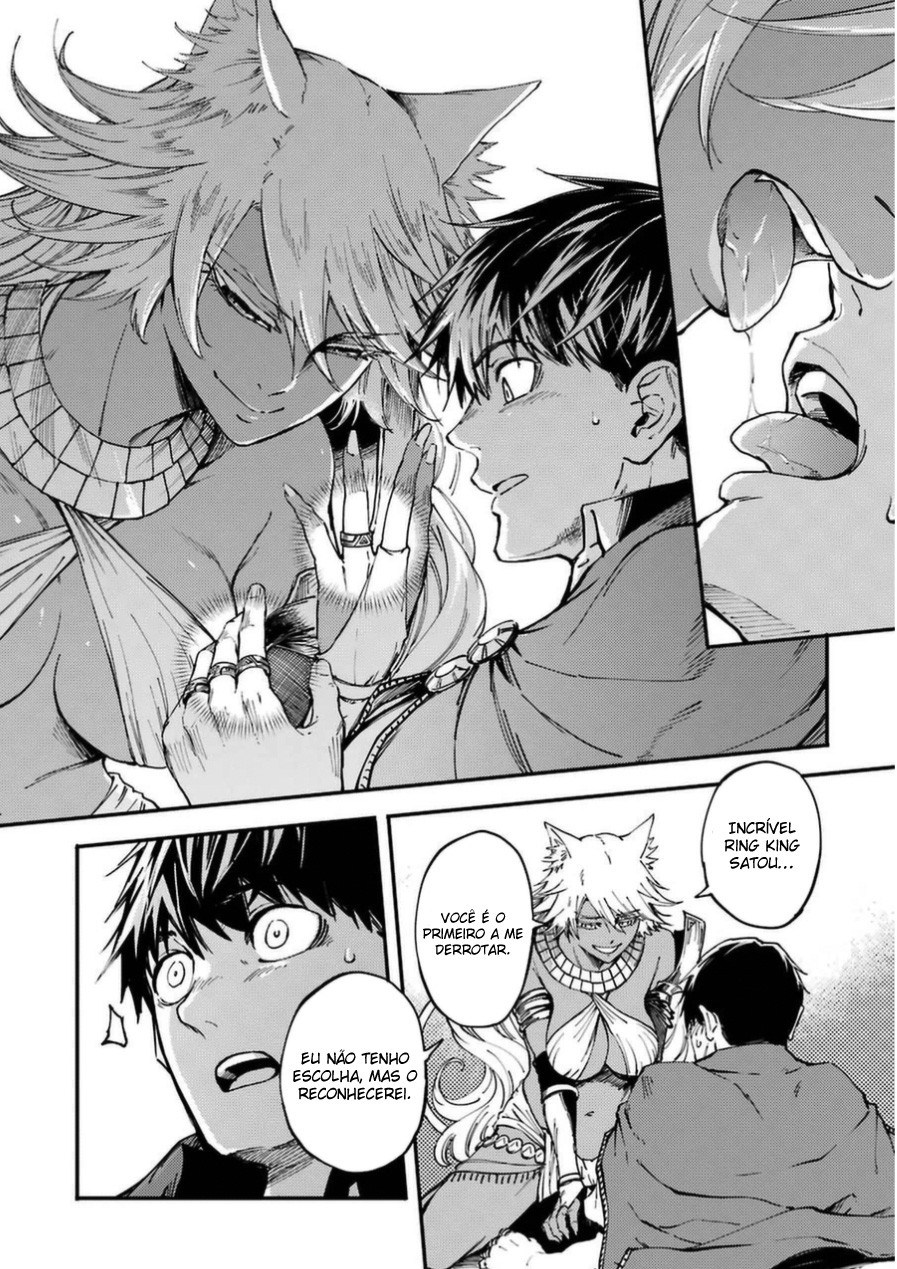 INCRÍVEL
RING KING
SATOU...
VOCÊ É O
PRIMEIRO A ME
DERROTAR.
EU NÃO TENHO
ESCOLHA, MAS O
RECONHECEREI.